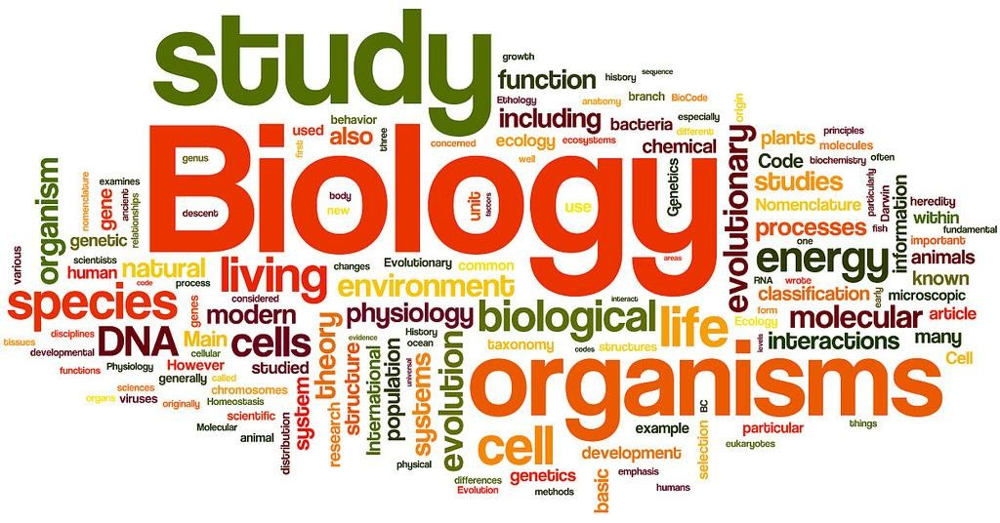 study
growth
function
history
sequence
Ethology
anatomy
branch
BioCode
origin
behavior
including
bacteria
especially
different
used
also
three
first
concerned
ecology
ecosystems
well
chemical
Biology
genus
descent
body
new
unit
factors
use
Genetics
areas
evolutionary
plants
principles
molecules
Code
biochemistry
often
studies
particularly
Darwin
information
heredity
Nomenclature
within
processes
fish
fundamental
one
important
energy
animals
known
RNA
wrote
classification
early
microscopic
form
Ecology
molecular
article
levels
interactions
many
Cell
organism
nomenclature
examines
gene
ancient
relationships
genetic
various
scientists
human
natural
code
process
living
changes
Evolutionary
common
environment
species
genes
considered
modern
physiology
interact
biological
life
disciplines
tissues
developmental
DNA
Main
cellular
cells
theory
evidence
History
ocean
taxonomy
codes
structures
functions
Physiology
However
studied
generally
called
sciences
chromosomes
organs
viruses
originally
Homeostasis
scientific
Molecular
animal
distribution
system
research
structure
International
population
universal
systems
physical
evolution
organisms
cell
example
BC
particular
things
eukaryotes
development
selection
differences
genetics
Evolution
methods
basic
emphasis
humans